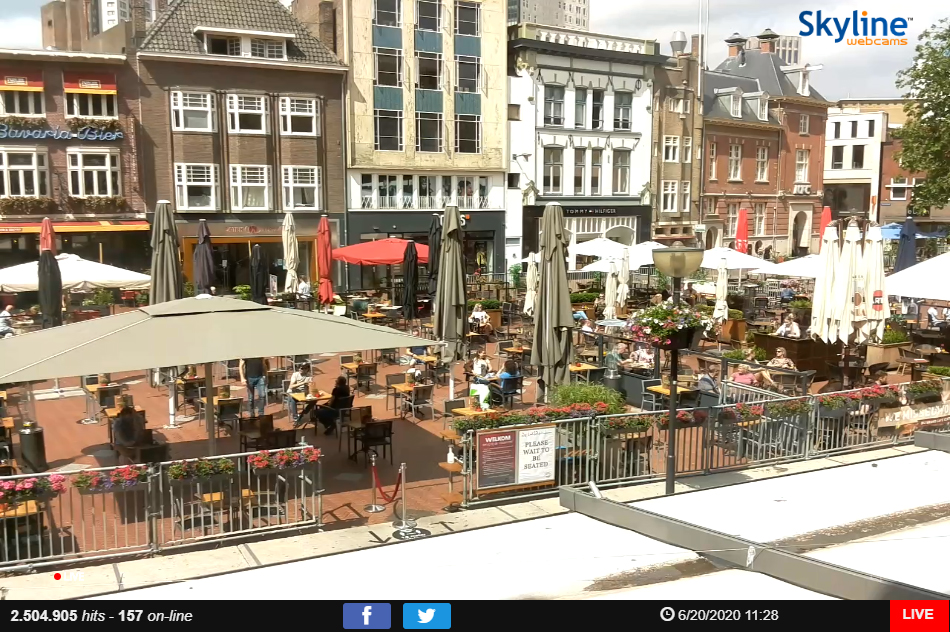 Skyline
webcams
Bavaria Bier
TOMMY HILFIGER
WELKOM
PLEASE
WAIT TO
BE
SEATED
2.504.905 hits - 157 on-line
6/20/2020 11:28
LIVE